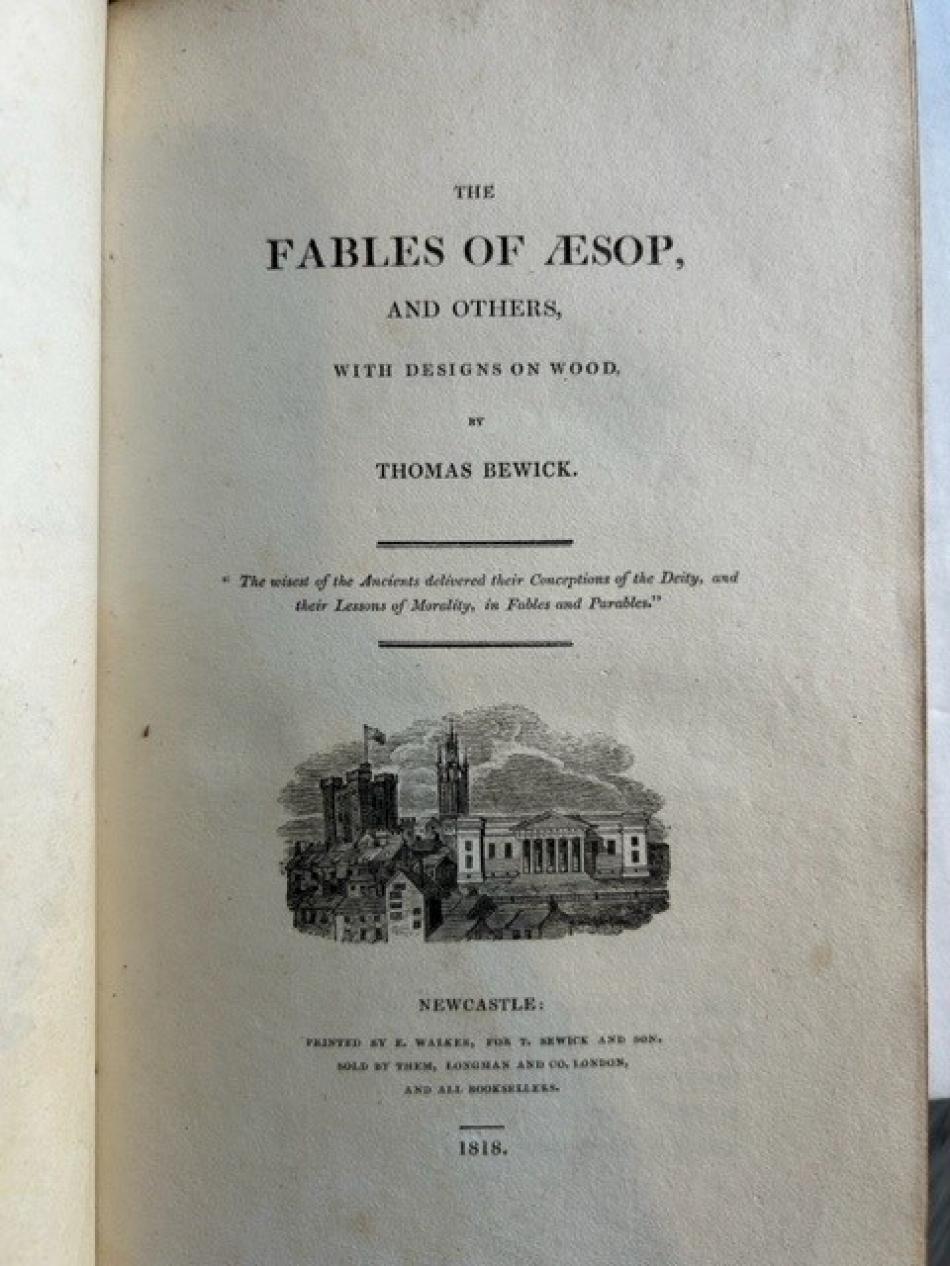 THE
FABLES OF ÆSOP,
AND OTHERS,
WITH DESIGNS ON WOOD,
BY
THOMAS BEWICK.
" The wisest of the Ancients delivered their Conceptions of the Deity, and
their Lessons of Morality, in Fables and Parables."
NEWCASTLE:
PRINTED BY E. WALKER, FOR T. BEWICK AND SON.
SOLD BY THEM, LONGMAN AND CO. LONDON,
AND ALL BOOKSELLERS.
1818.